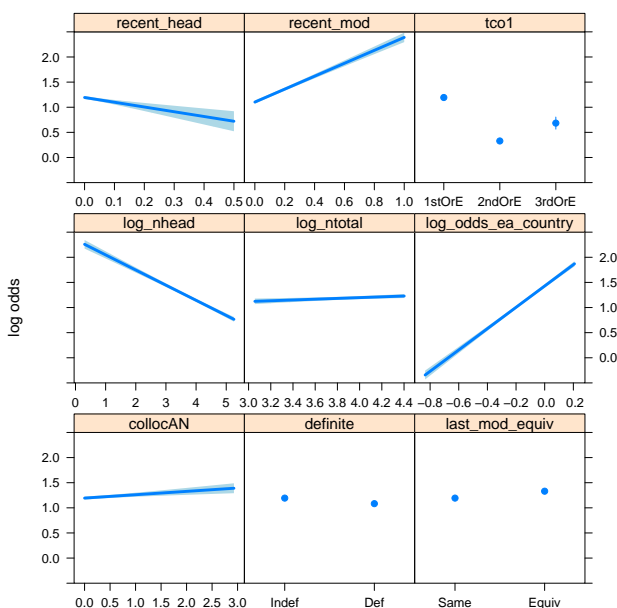 recent_head recent_mod tco1
2.0
1.5
1.0
0.5
0.0
0.0 0.1 0.2 0.3 0.4 0.5 0.0 0.2 0.4 0.6 0.8 1.0 1stOrE 2ndOrE 3rdOrE
log_nhead log_ntotal log_odds_ea_country
log odds
2.0
1.5
1.0
0.5
0.0
0 1 2 3 4 5 3.0 3.2 3.4 3.6 3.8 4.0 4.2 4.4 −0.8 −0.6 −0.4 −0.2 0.0 0.2
collocAN definite last_mod_equiv
2.0
1.5
1.0
0.5
0.0
0.0 0.5 1.0 1.5 2.0 2.5 3.0 Indef Def Same Equiv